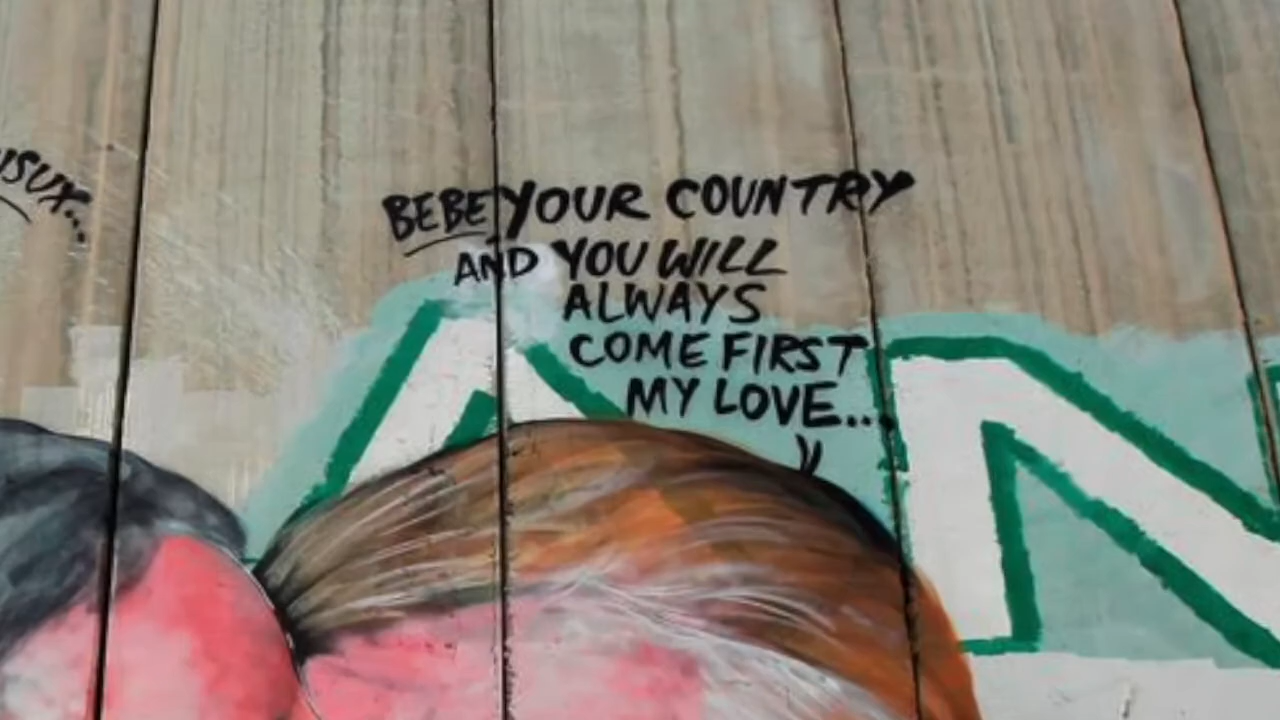 BEBE YOUR COUNTRY
AND YOU WILL
ALWAYS
COME FIRST
MY LOVE...